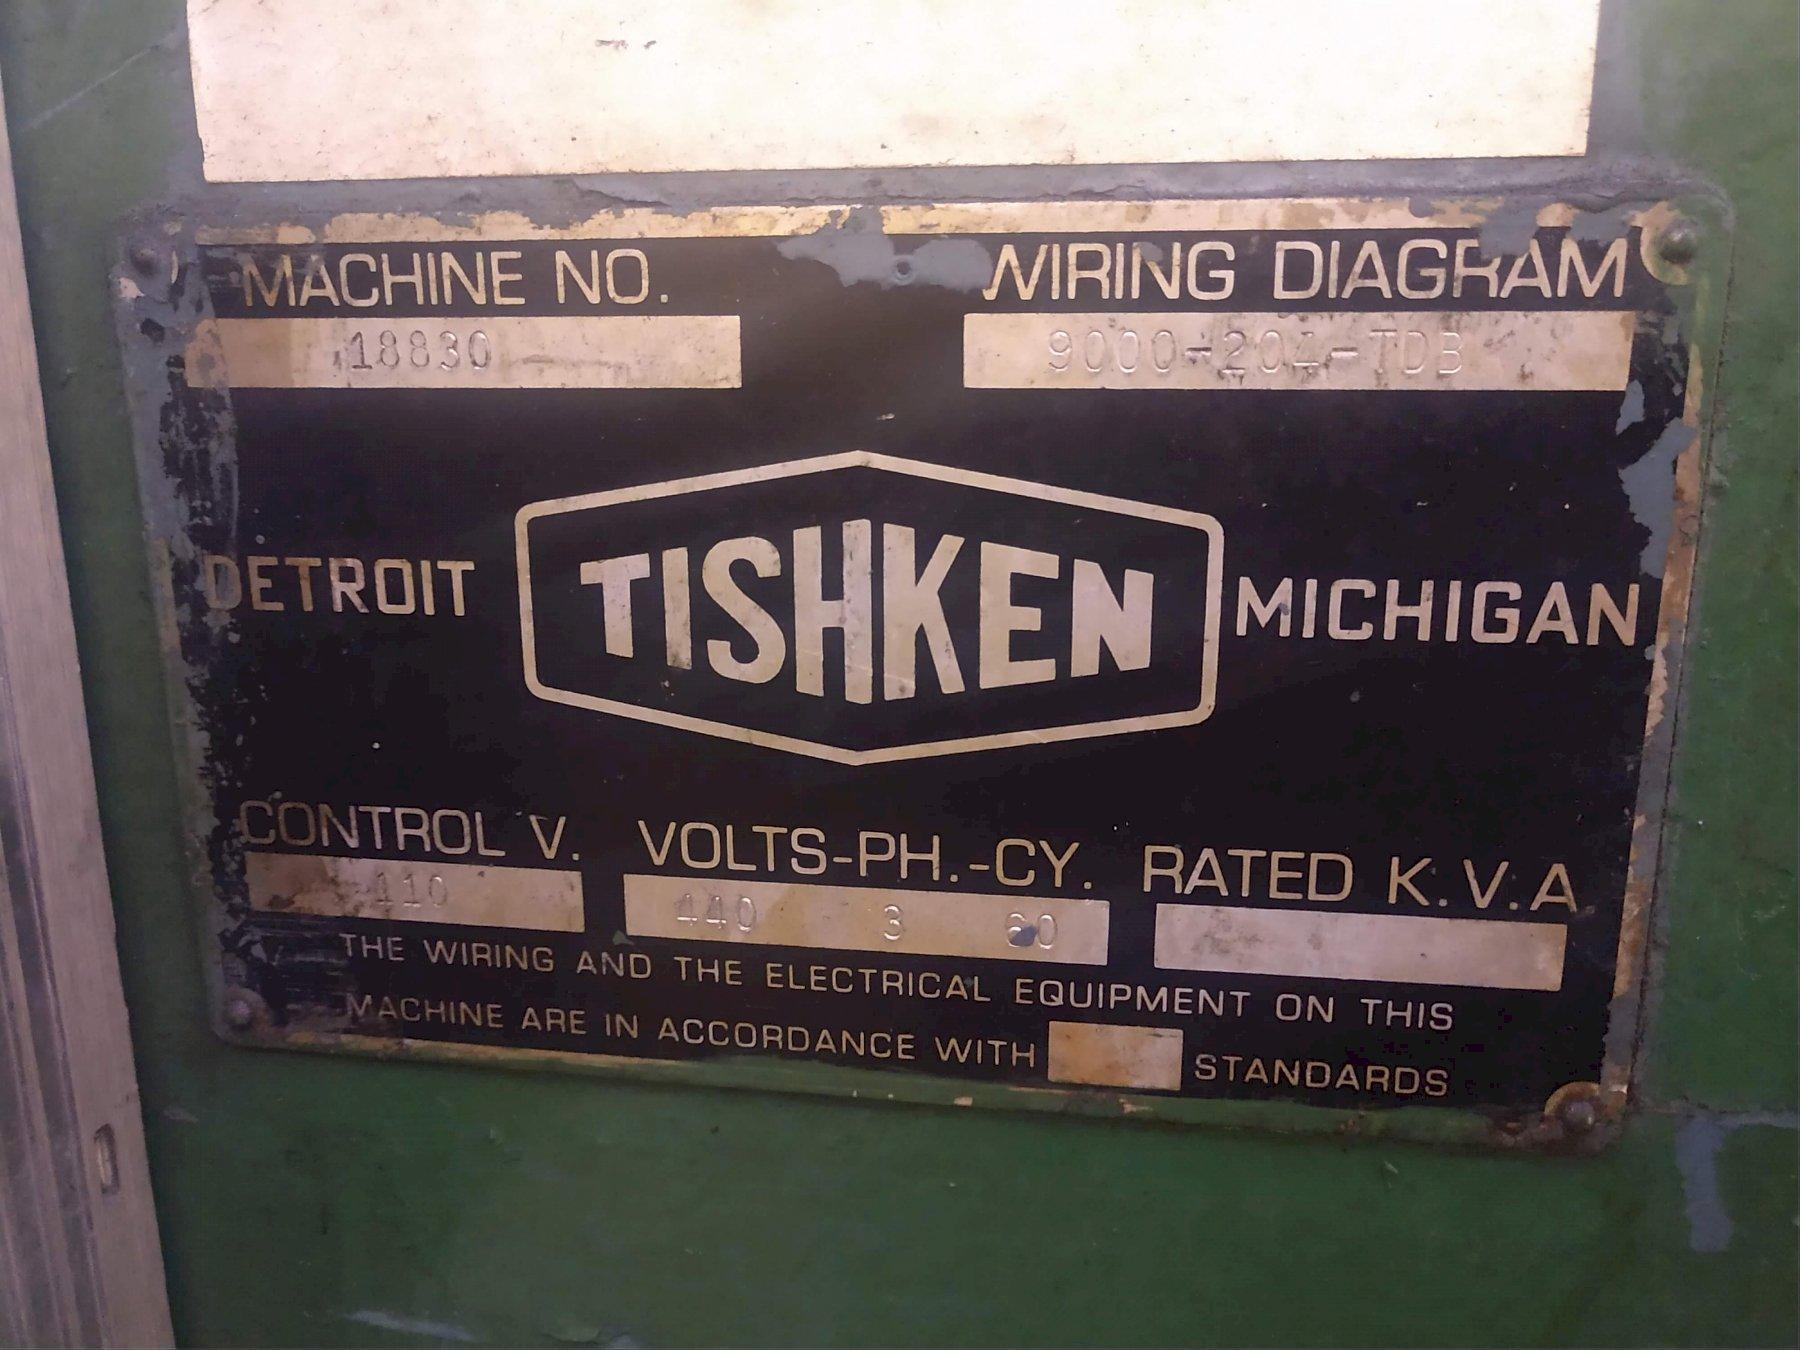 MACHINE NO. WIRING DIAGRAM
18830 9000-204-TDB
DETROIT TISHKEN MICHIGAN
CONTROL V. VOLTS-PH.-CY. RATED K.V.A
110 440 3 60
THE WIRING AND THE ELECTRICAL EQUIPMENT ON THIS
MACHINE ARE IN ACCORDANCE WITH STANDARDS